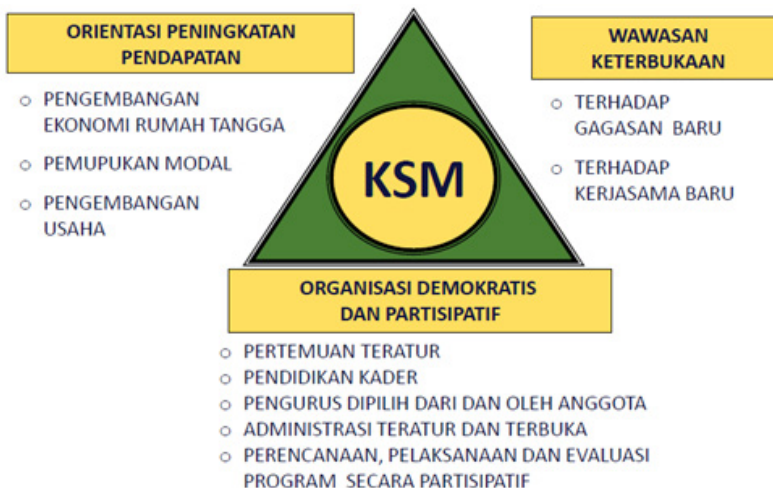 ORIENTASI PENINGKATAN
PENDAPATAN
○ PENGEMBANGAN
EKONOMI RUMAH TANGGA
○ PEMUPUKAN MODAL
○ PENGEMBANGAN
USAHA
KSM
WAWASAN
KETERBUKAAN
○ TERHADAP
GAGASAN BARU
○ TERHADAP
KERJASAMA BARU
ORGANISASI DEMOKRATIS
DAN PARTISIPATIF
○ PERTEMUAN TERATUR
○ PENDIDIKAN KADER
○ PENGURUS DIPILIH DARI DAN OLEH ANGGOTA
○ ADMINISTRASI TERATUR DAN TERBUKA
○ PERENCANAAN, PELAKSANAAN DAN EVALUASI
PROGRAM SECARA PARTISIPATIF